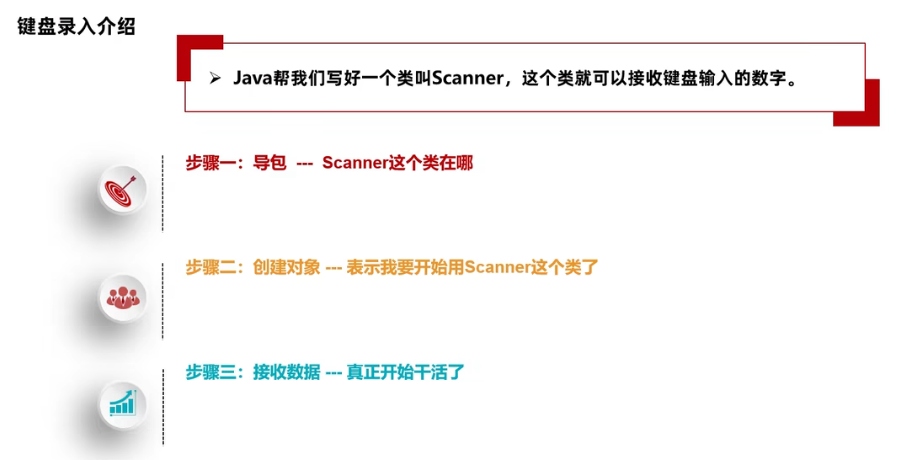 键盘录入介绍
➢ Java帮我们写好一个类叫Scanner，这个类就可以接收键盘输入的数字。
步骤一：导包 --- Scanner这个类在哪
步骤二：创建对象 --- 表示我要开始用Scanner这个类了
步骤三：接收数据 --- 真正开始干活了